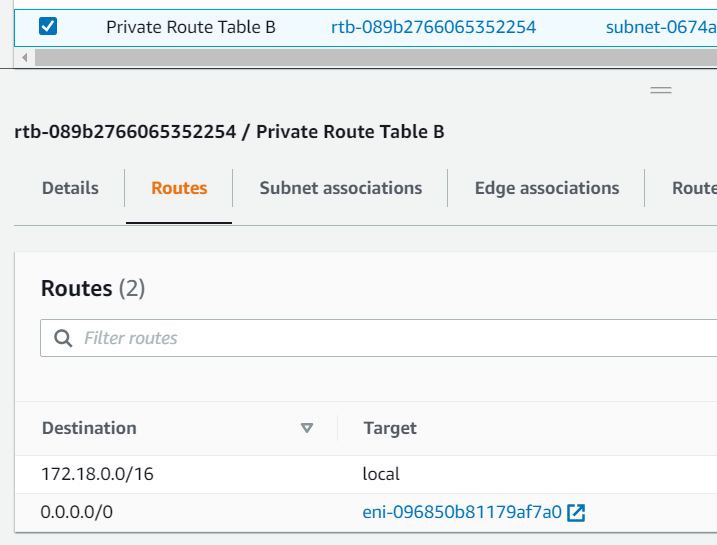 Private Route Table B rtb-089b2766065352254 subnet-0674a
rtb-089b2766065352254 / Private Route Table B
Details Routes Subnet associations Edge associations Route
Routes (2)
Filter routes
Destination Target
172.18.0.0/16 local
0.0.0.0/0 eni-096850b81179af7a0